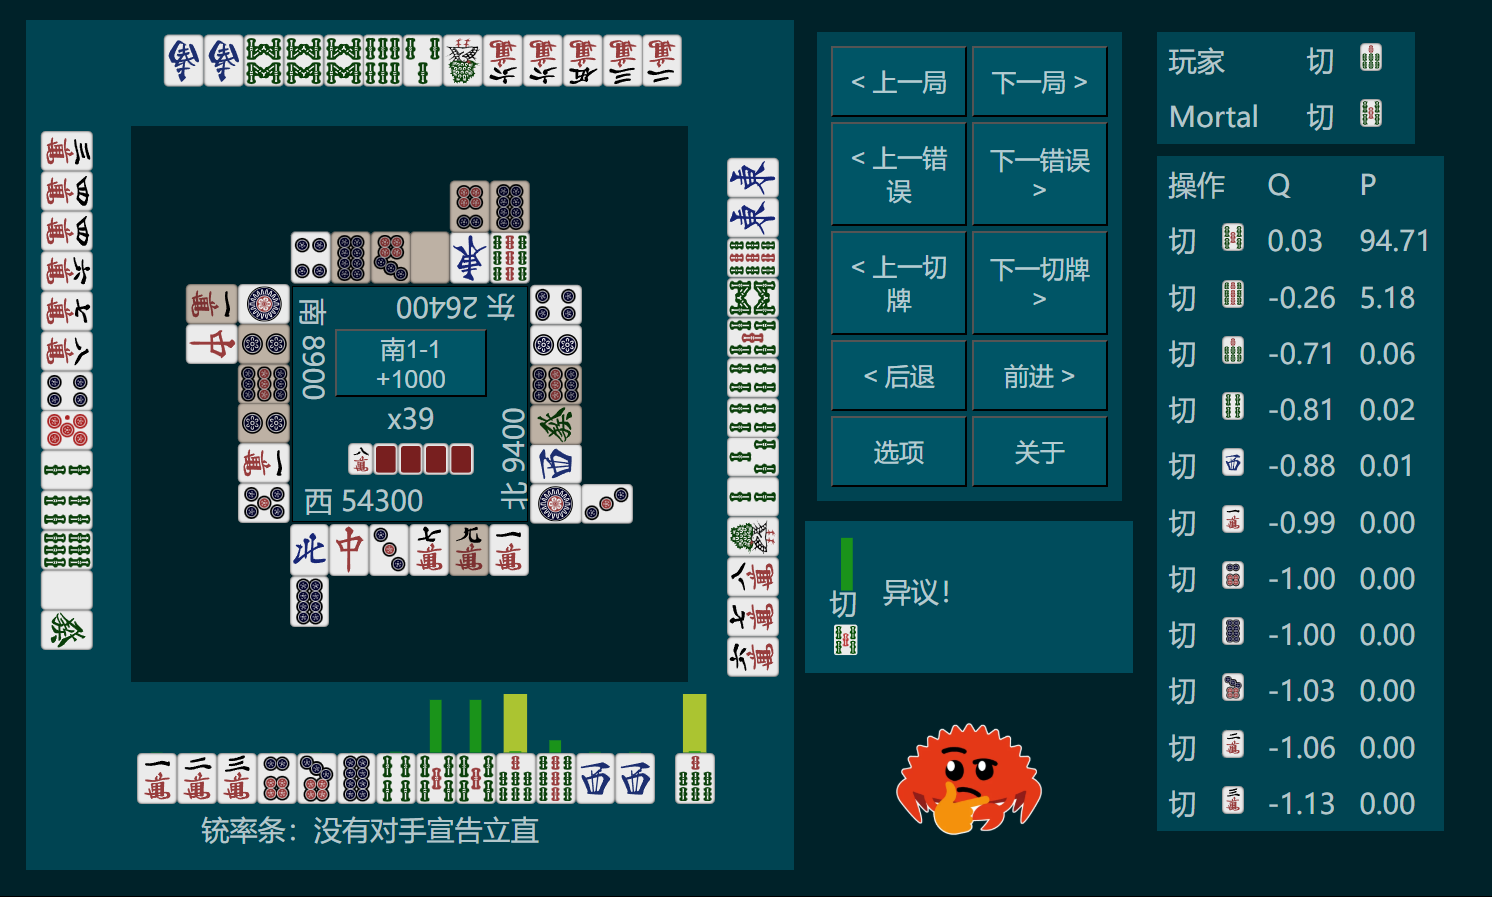 南 8900
东 26400
南1-1
+1000
x39
北 9400
西 54300
铳率条：没有对手宣告立直
< 上一局
下一局 >
< 上一错误
下一错误 >
< 上一切牌
下一切牌 >
< 后退
前进 >
选项
关于
切
异议！
玩家 切
Mortal 切
操作 Q P
切 0.03 94.71
切 -0.26 5.18
切 -0.71 0.06
切 -0.81 0.02
切 -0.88 0.01
切 -0.99 0.00
切 -1.00 0.00
切 -1.00 0.00
切 -1.03 0.00
切 -1.06 0.00
切 -1.13 0.00